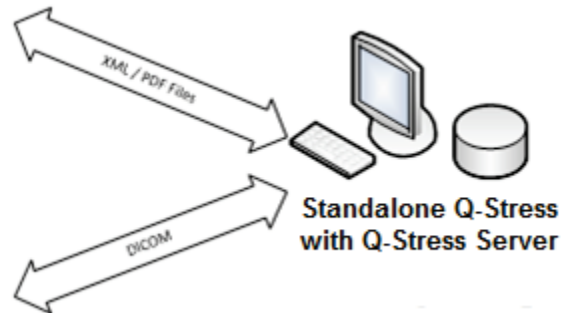 XML / PDF Files
DICOM
Standalone Q-Stress
with Q-Stress Server